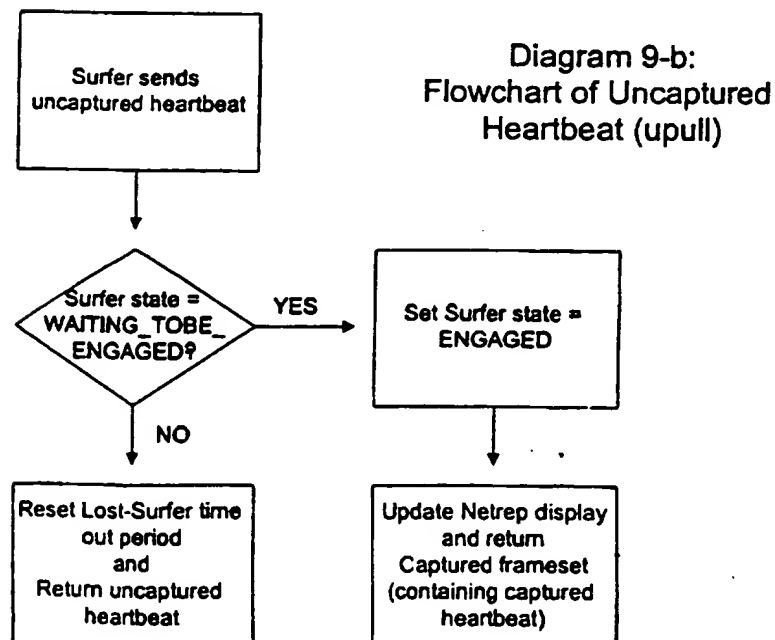 Diagram 9-b:
Flowchart of Uncaptured
Heartbeat (upull)
Surfer sends
uncaptured heartbeat
Surfer state =
WAITING_TOBE_
ENGAGED?
YES
Set Surfer state =
ENGAGED
NO
Reset Lost-Surfer time
out period
and
Return uncaptured
heartbeat
Update Netrep display
and return
Captured frameset
(containing captured
heartbeat)